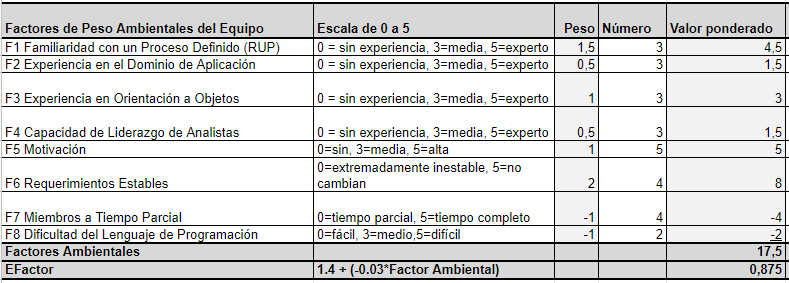 Factores de Peso Ambientales del Equipo Escala de 0 a 5 Peso Número Valor ponderado
F1 Familiaridad con un Proceso Definido (RUP) 0 = sin experiencia, 3=media, 5=experto 1,5 3 4,5
F2 Experiencia en el Dominio de Aplicación 0 = sin experiencia, 3=media, 5=experto 0,5 3 1,5
F3 Experiencia en Orientación a Objetos 0 = sin experiencia, 3=media, 5=experto 1 3 3
F4 Capacidad de Liderazgo de Analistas 0 = sin experiencia, 3=media, 5=experto 0,5 3 1,5
F5 Motivación 0=sin, 3=media, 5=alta 1 5 5
0=extremadamente inestable, 5=no
F6 Requerimientos Estables cambian 2 4 8
F7 Miembros a Tiempo Parcial 0=tiempo parcial, 5=tiempo completo -1 4 -4
F8 Dificultad del Lenguaje de Programación 0=fácil, 3=medio,5=difícil -1 2 -2
Factores Ambientales 17,5
EFactor 1.4 + (-0.03*Factor Ambiental) 0,875